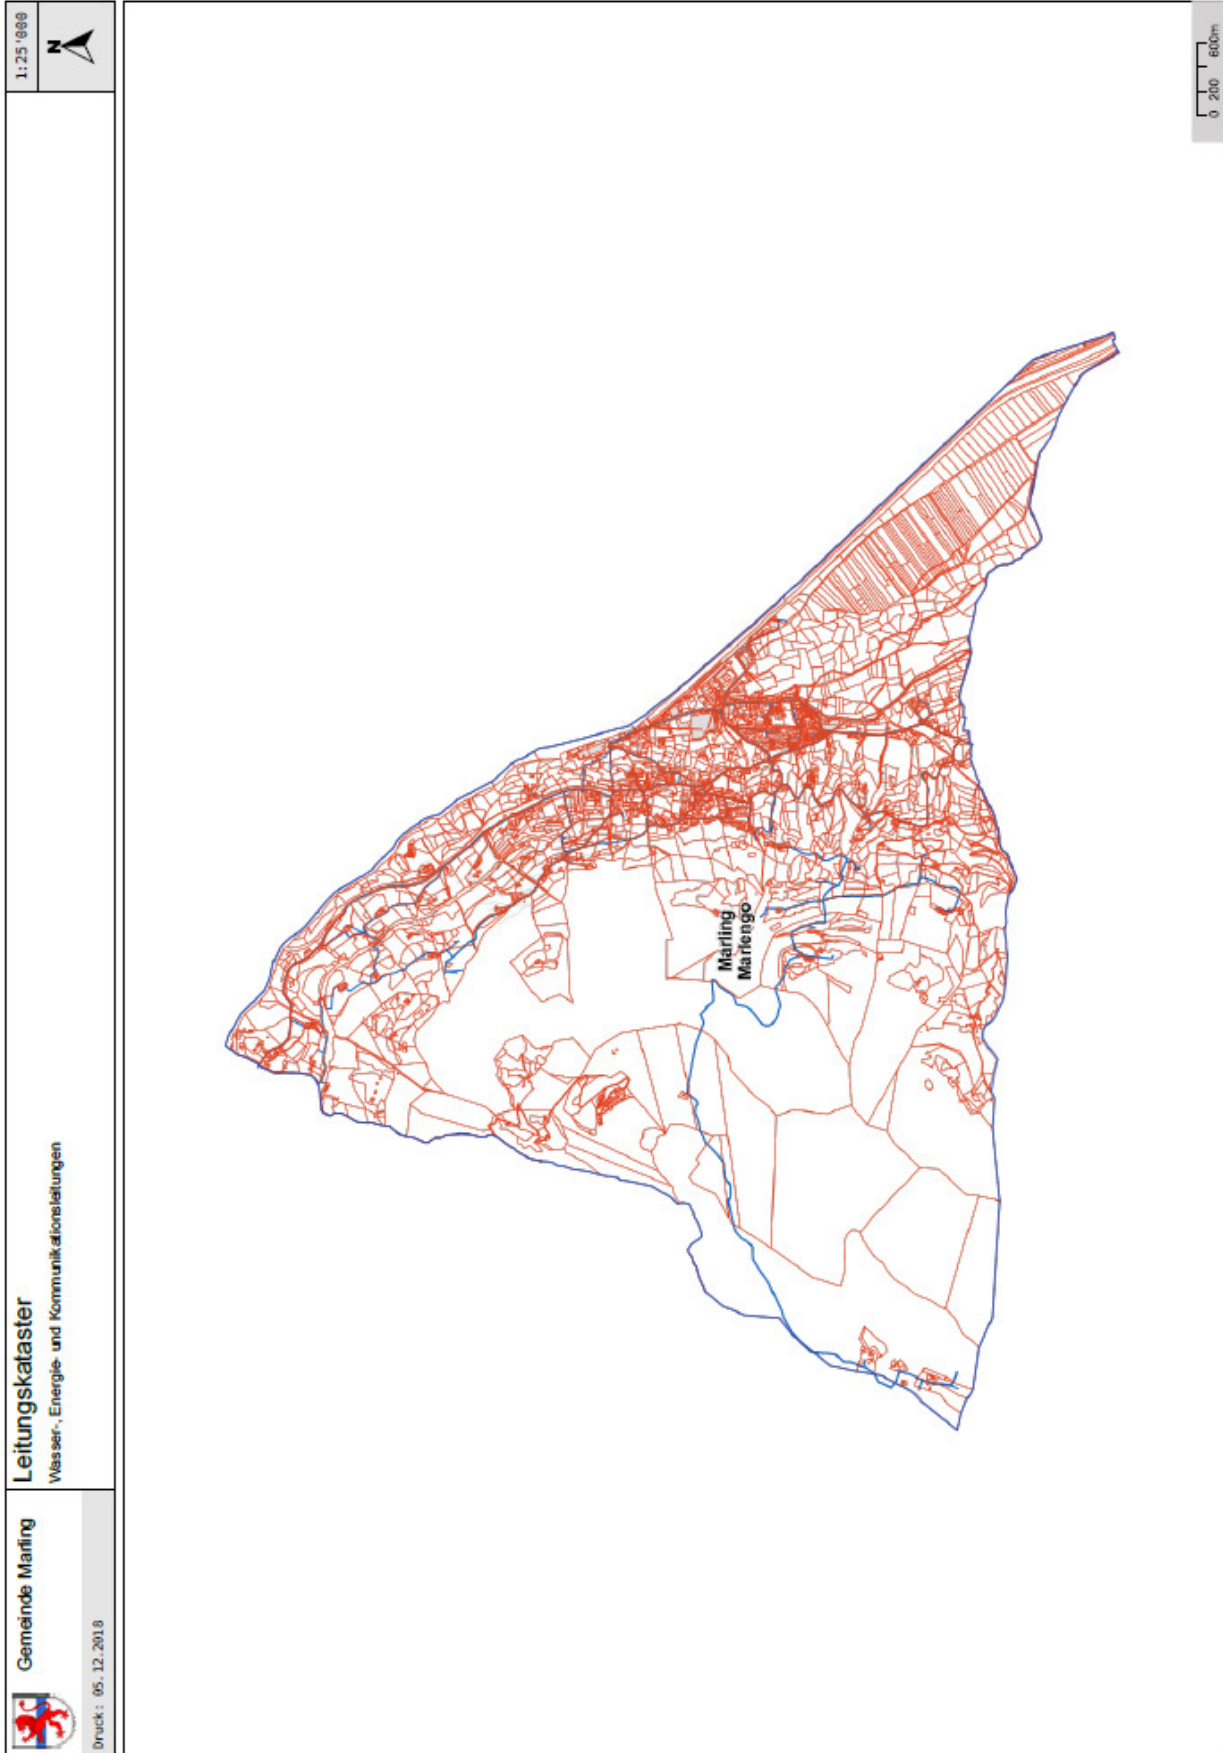 Gemeinde Marling
Druck: 05.12.2018
Leitungskataster
Wasser-, Energie- und Kommunikationsleitungen
1:25'000
N
Marling
Marlengo
0 200 600m